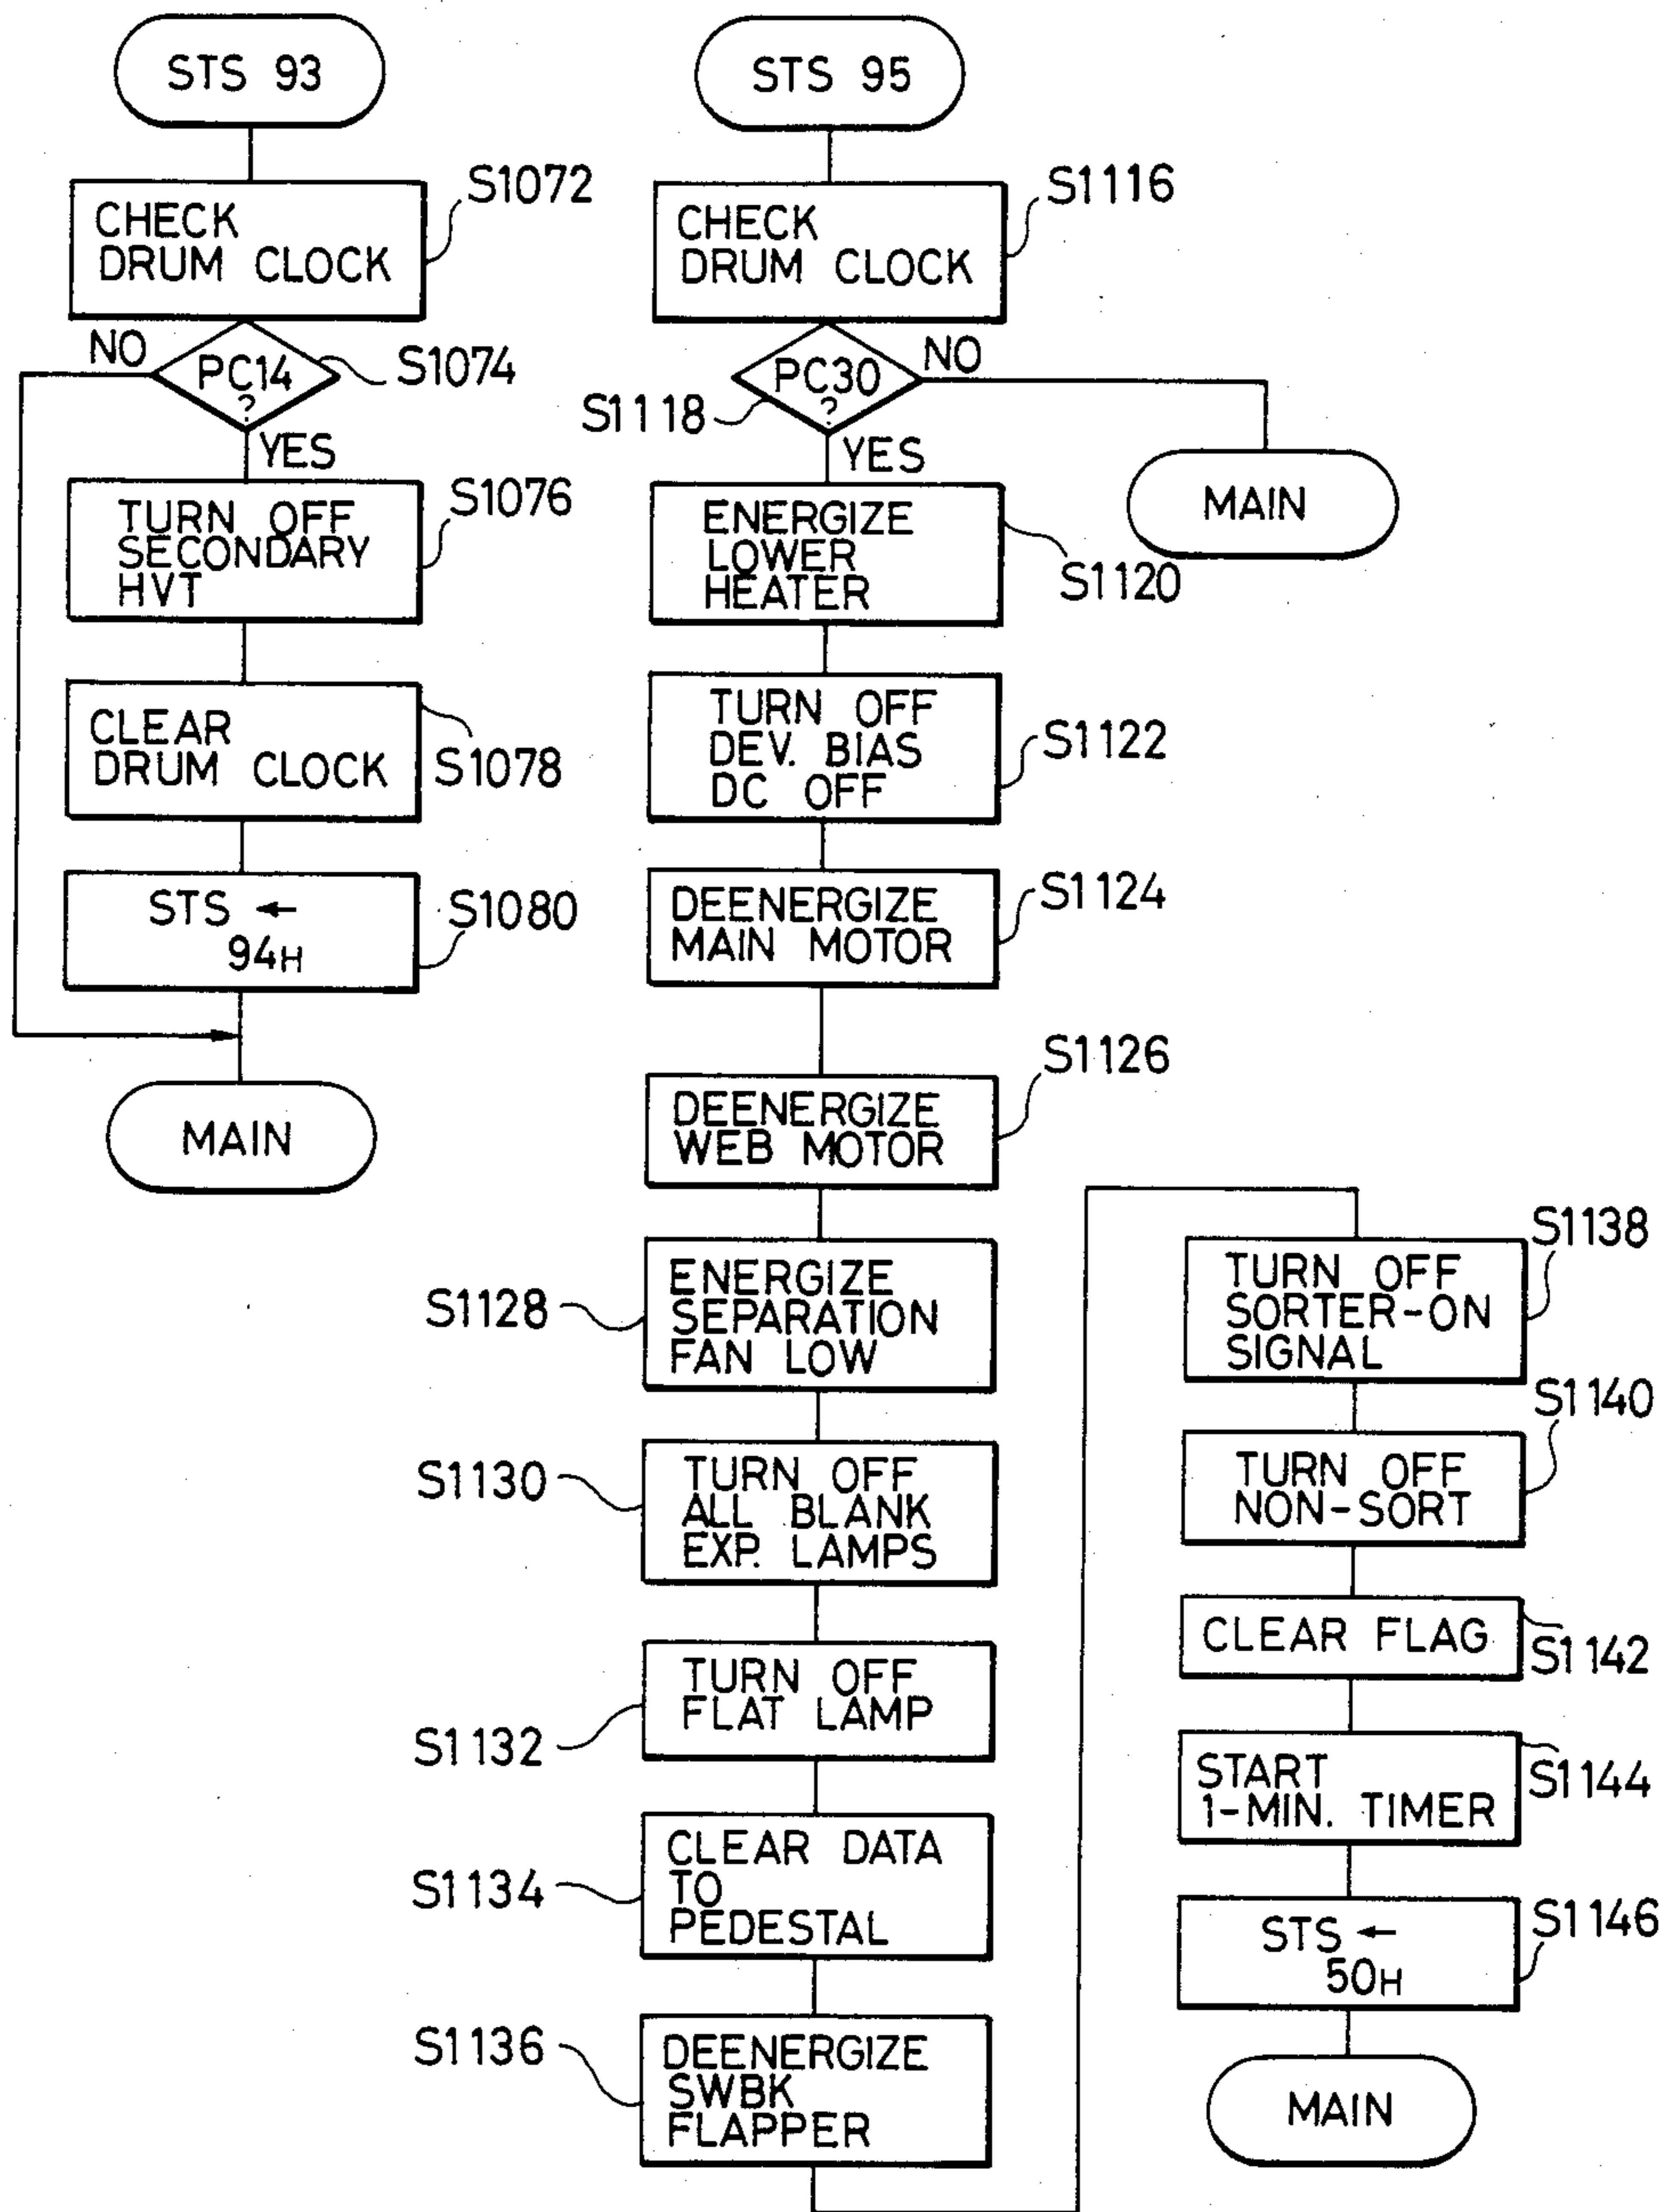 STS 93
CHECK
DRUM CLOCK
S1072
NO
PC14
?
S1074
YES
TURN OFF
SECONDARY
HVT
S1076
CLEAR
DRUM CLOCK
S1078
STS ←
94H
S1080
MAIN
STS 95
CHECK
DRUM CLOCK
S1116
PC30
?
NO
S1118
YES
MAIN
ENERGIZE
LOWER
HEATER
S1120
TURN OFF
DEV. BIAS
DC OFF
S1122
DEENERGIZE
MAIN MOTOR
S1124
DEENERGIZE
WEB MOTOR
S1126
ENERGIZE
SEPARATION
FAN LOW
S1128
TURN OFF
ALL BLANK
EXP. LAMPS
S1130
TURN OFF
FLAT LAMP
S1132
CLEAR DATA
TO
PEDESTAL
S1134
DEENERGIZE
SWBK
FLAPPER
S1136
TURN OFF
SORTER-ON
SIGNAL
S1138
TURN OFF
NON-SORT
S1140
CLEAR FLAG
S1142
START
1-MIN. TIMER
S1144
STS ←
50H
S1146
MAIN